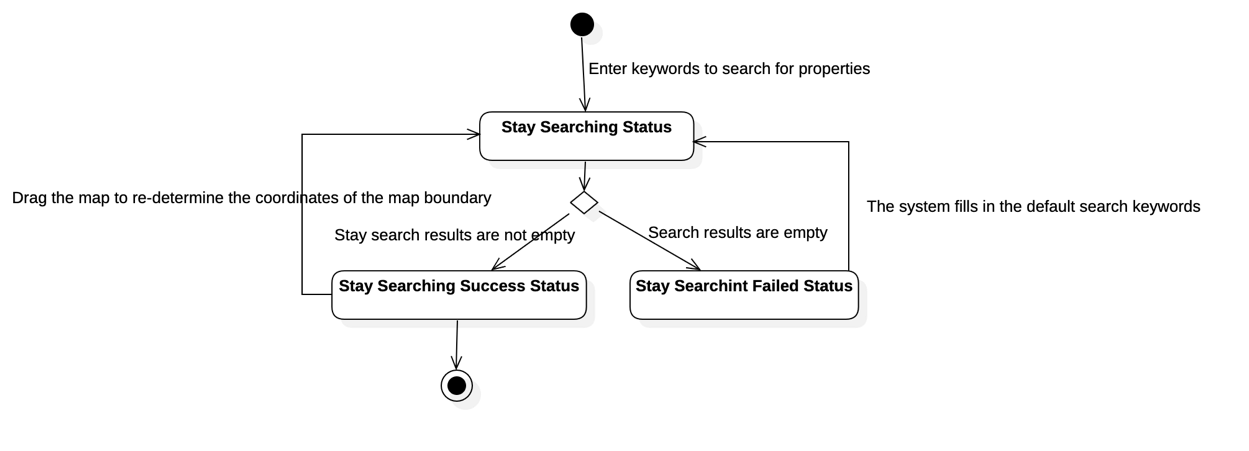 Enter keywords to search for properties
Stay Searching Status
Drag the map to re-determine the coordinates of the map boundary
The system fills in the default search keywords
Stay search results are not empty
Search results are empty
Stay Searching Success Status
Stay Searchint Failed Status